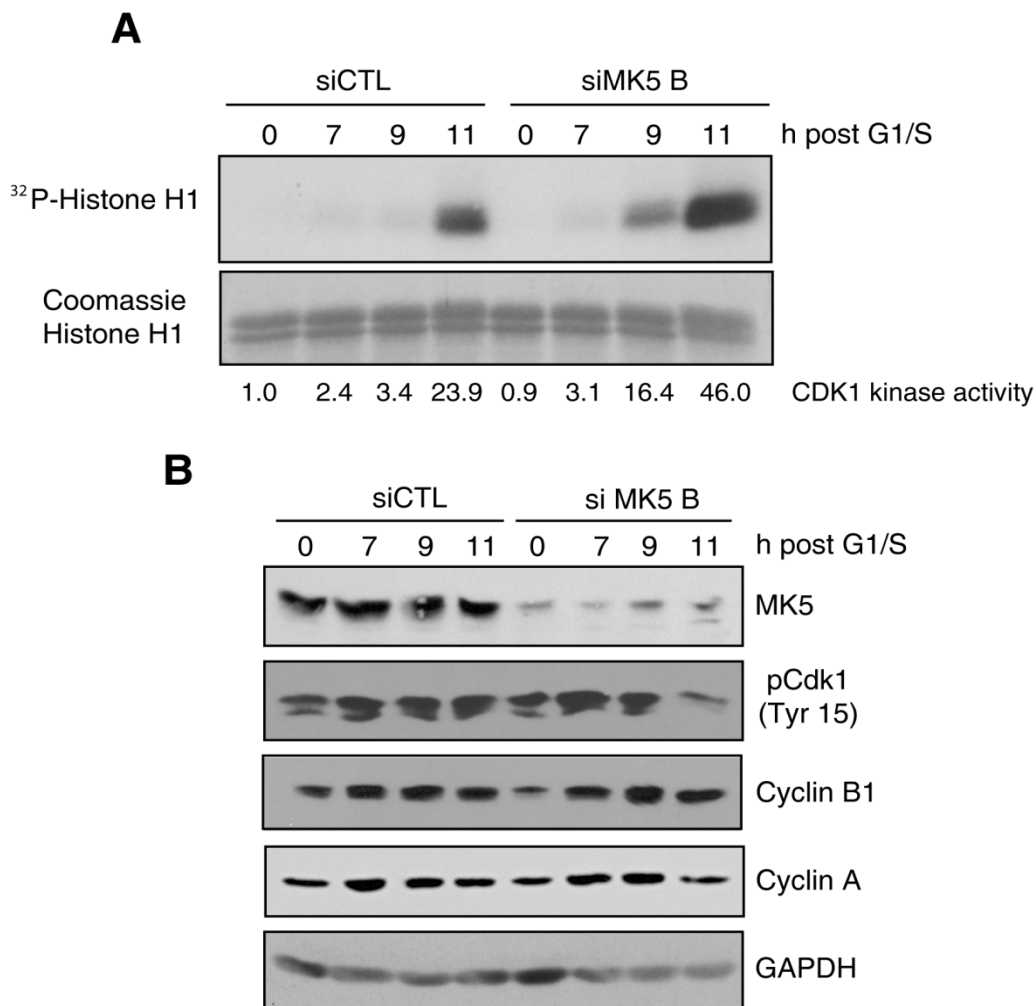 A
siCTL siMK5 B
0 7 9 11 0 7 9 11 h post G1/S
³²P-Histone H1
Coomassie
Histone H1
1.0 2.4 3.4 23.9 0.9 3.1 16.4 46.0 CDK1 kinase activity
B
siCTL si MK5 B
0 7 9 11 0 7 9 11 h post G1/S
MK5
pCdk1
(Tyr 15)
Cyclin B1
Cyclin A
GAPDH